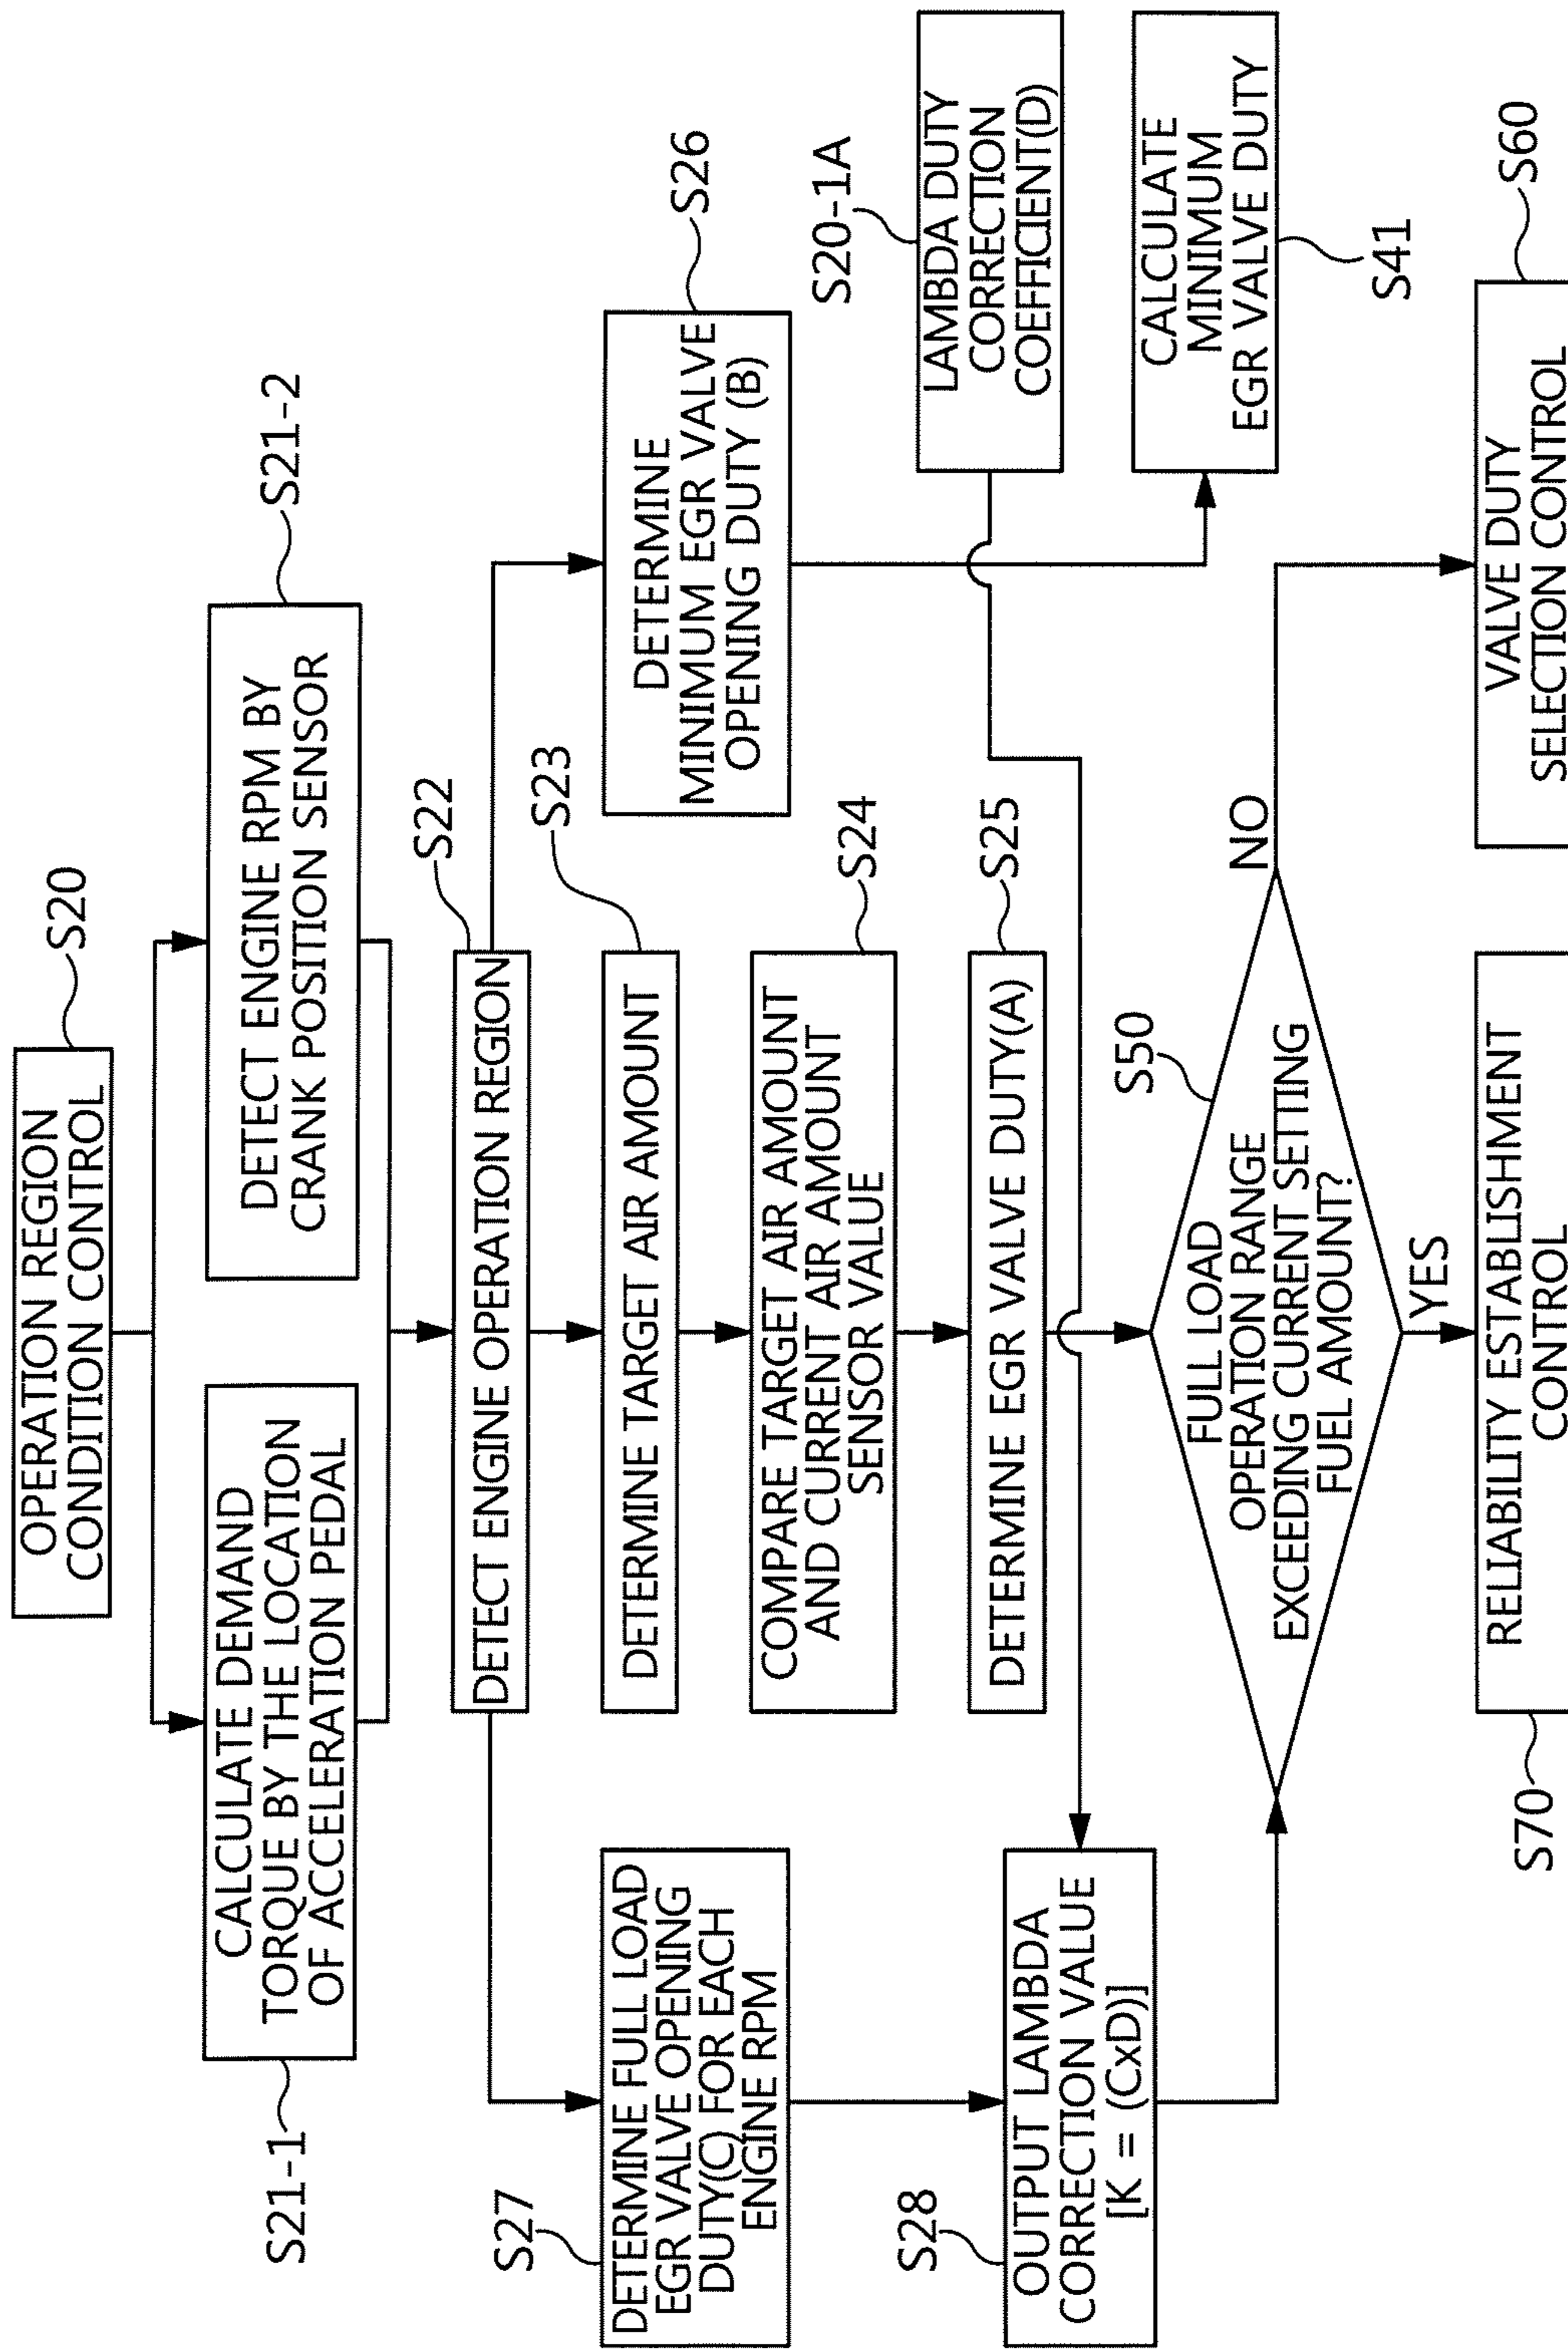 OPERATION REGION
CONDITION CONTROL
S20
CALCULATE DEMAND
TORQUE BY THE LOCATION
OF ACCELERATION PEDAL
S21-1
DETECT ENGINE RPM BY
CRANK POSITION SENSOR
S21-2
DETECT ENGINE OPERATION REGION
S22
DETERMINE FULL LOAD
EGR VALVE OPENING
DUTY(C) FOR EACH
ENGINE RPM
S27
DETERMINE TARGET AIR AMOUNT
S23
DETERMINE
MINIMUM EGR VALVE
OPENING DUTY (B)
S26
COMPARE TARGET AIR AMOUNT
AND CURRENT AIR AMOUNT
SENSOR VALUE
S24
LAMBDA DUTY
CORRECTION
COEFFICIENT(D)
S20-1A
DETERMINE EGR VALVE DUTY(A)
S25
OUTPUT LAMBDA
CORRECTION VALUE
[K = (CxD)]
S28
CALCULATE
MINIMUM
EGR VALVE DUTY
S41
FULL LOAD
OPERATION RANGE
EXCEEDING CURRENT SETTING
FUEL AMOUNT?
S50
NO
YES
RELIABILITY ESTABLISHMENT
CONTROL
S70
VALVE DUTY
SELECTION CONTROL
S60